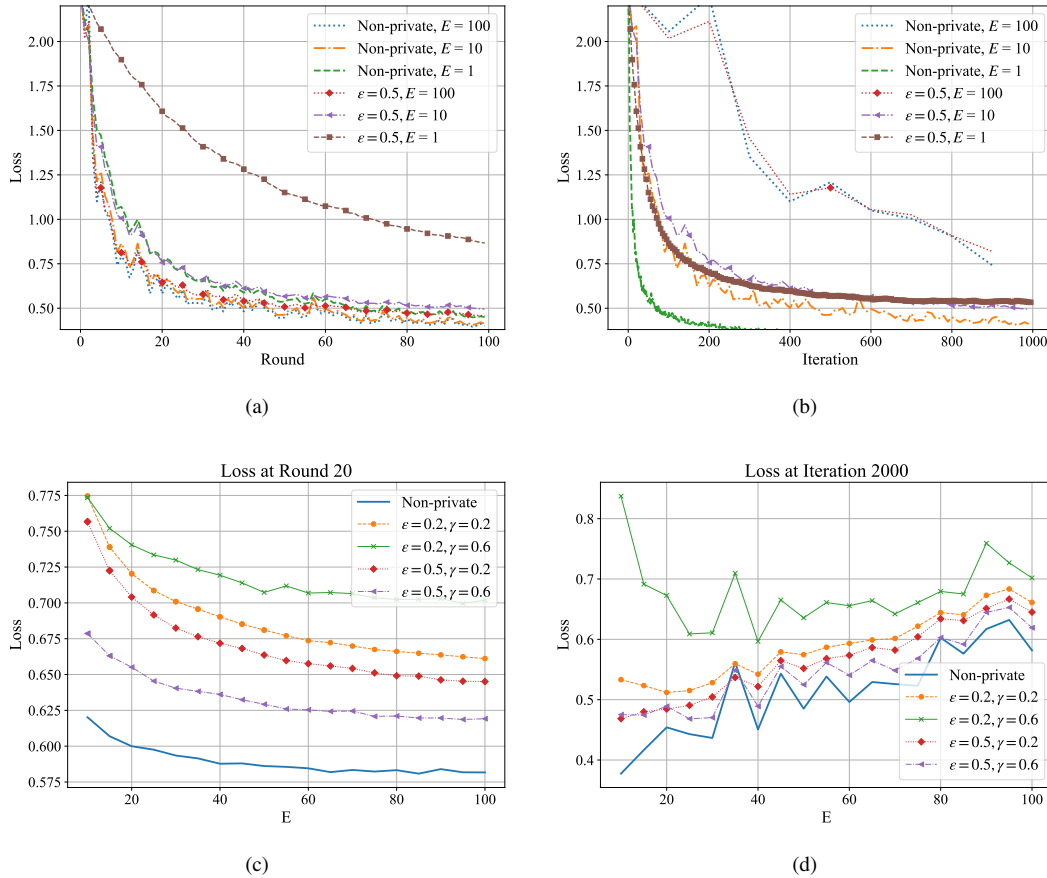 Loss
2.00
1.75
1.50
1.25
1.00
0.75
0.50
0
20
40
60
80
100
Round
Non-private, E = 100
Non-private, E = 10
Non-private, E = 1
ε = 0.5, E = 100
ε = 0.5, E = 10
ε = 0.5, E = 1
(a)
Loss
2.00
1.75
1.50
1.25
1.00
0.75
0.50
0
200
400
600
800
1000
Iteration
Non-private, E = 100
Non-private, E = 10
Non-private, E = 1
ε = 0.5, E = 100
ε = 0.5, E = 10
ε = 0.5, E = 1
(b)
Loss at Round 20
Loss
0.775
0.750
0.725
0.700
0.675
0.650
0.625
0.600
0.575
20
40
60
80
100
E
Non-private
ε = 0.2, γ = 0.2
ε = 0.2, γ = 0.6
ε = 0.5, γ = 0.2
ε = 0.5, γ = 0.6
(c)
Loss at Iteration 2000
Loss
0.8
0.7
0.6
0.5
0.4
20
40
60
80
100
E
Non-private
ε = 0.2, γ = 0.2
ε = 0.2, γ = 0.6
ε = 0.5, γ = 0.2
ε = 0.5, γ = 0.6
(d)